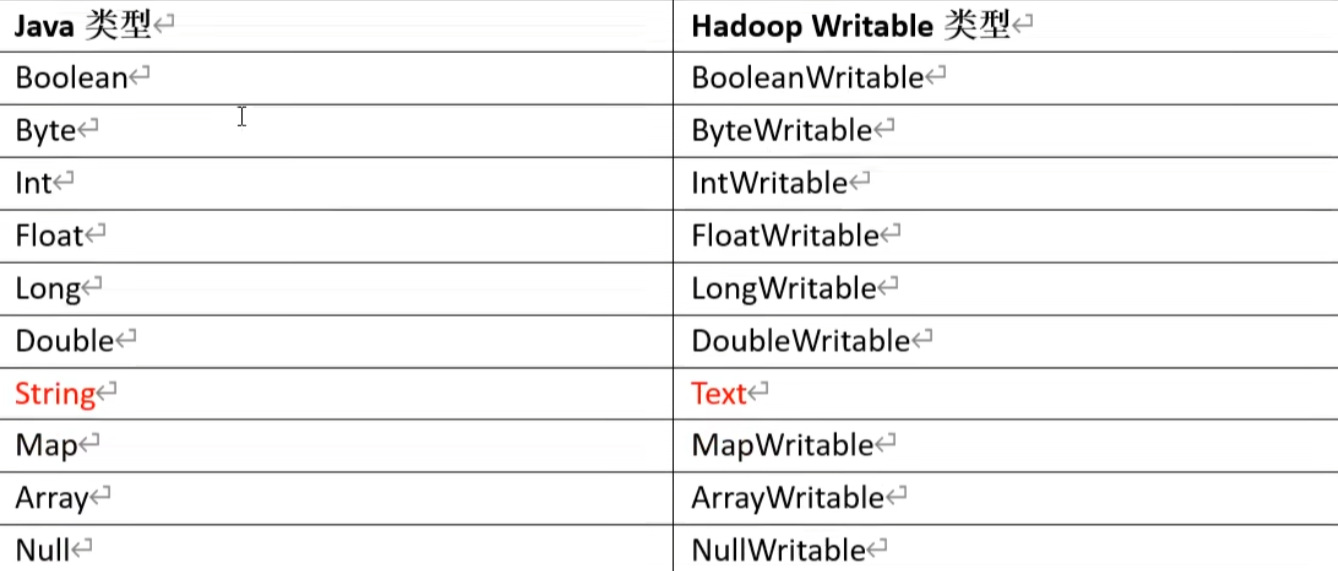 Java 类型 Hadoop Writable 类型
Boolean BooleanWritable
Byte ByteWritable
Int IntWritable
Float FloatWritable
Long LongWritable
Double DoubleWritable
String Text
Map MapWritable
Array ArrayWritable
Null NullWritable